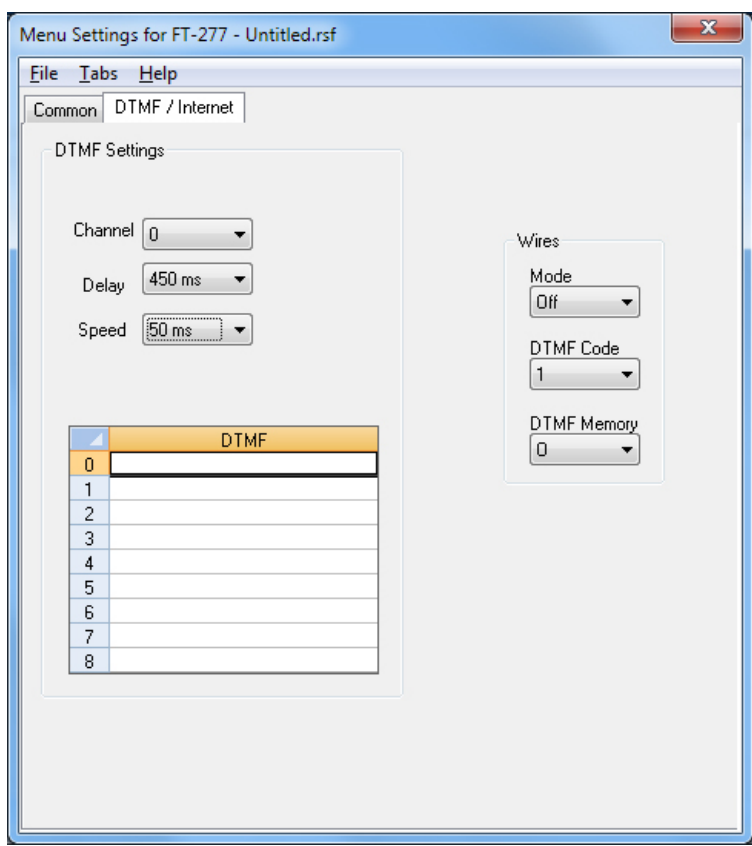 Menu Settings for FT-277 - Untitled.rsf
X
File Tabs Help
Common DTMF / Internet
DTMF Settings
Channel 0
Delay 450 ms
Speed 50 ms
DTMF
0
1
2
3
4
5
6
7
8
Wires
Mode
Off
DTMF Code
1
DTMF Memory
0